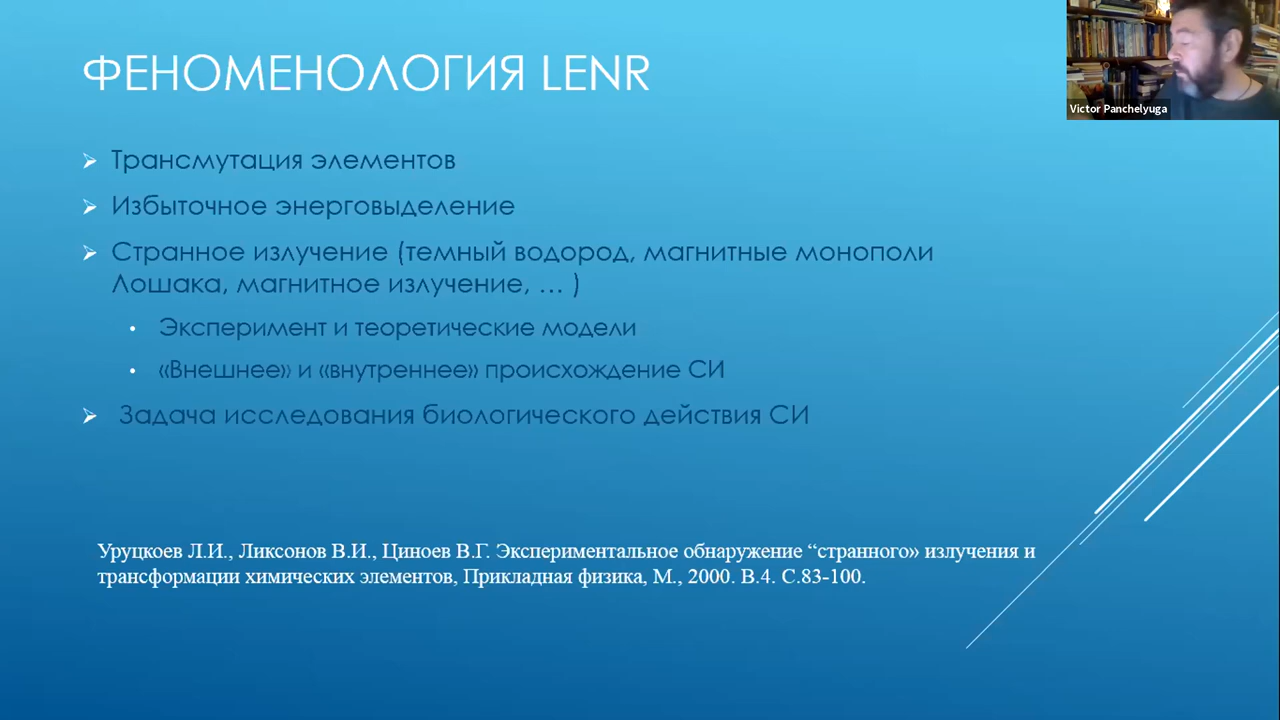 ФЕНОМЕНОЛОГИЯ LENR
Victor Panchelyuga
Трансмутация элементов
Избыточное энерговыделение
Странное излучение (темный водород, магнитные монополи
Лошака, магнитное излучение, … )
Эксперимент и теоретические модели
«Внешнее» и «внутреннее» происхождение СИ
Задача исследования биологического действия СИ
Уруцкоев Л.И., Ликсонов В.И., Циноев В.Г. Экспериментальное обнаружение “странного» излучения и
трансформации химических элементов, Прикладная физика, М., 2000. В.4. С.83-100.